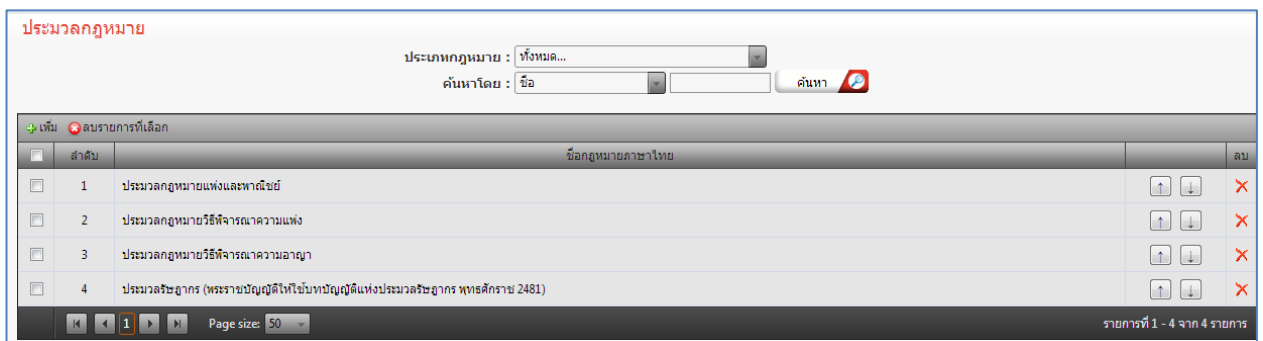 ประมวลกฎหมาย
ประเภทกฎหมาย : ทั้งหมด...
ค้นหาโดย : ชื่อ ค้นหา
เพิ่ม ลบรายการที่เลือก
ลำดับ ชื่อกฎหมายภาษาไทย ลบ
1 ประมวลกฎหมายแพ่งและพาณิชย์
2 ประมวลกฎหมายวิธีพิจารณาความแพ่ง
3 ประมวลกฎหมายวิธีพิจารณาความอาญา
4 ประมวลรัษฎากร (พระราชบัญญัติให้ใช้บทบัญญัติแห่งประมวลรัษฎากร พุทธศักราช 2481)
1 Page size: 50 รายการที่ 1 - 4 จาก 4 รายการ